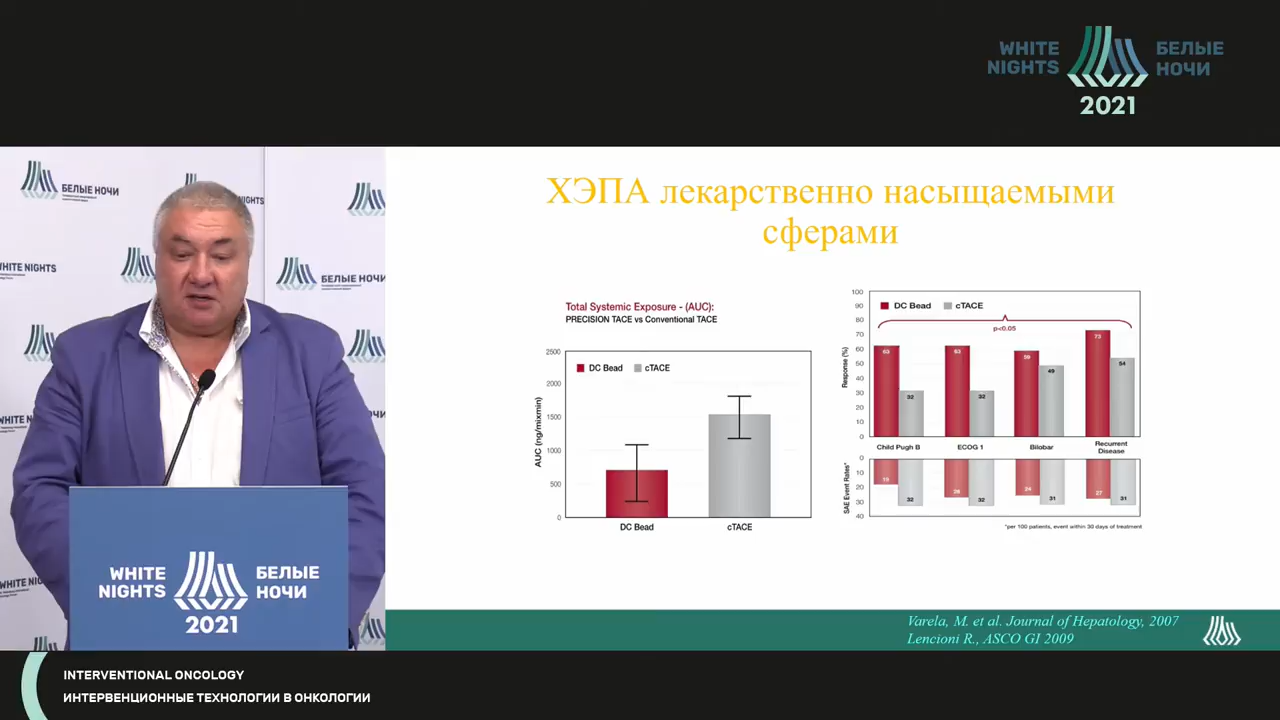 WHITE
NIGHTS
БЕЛЫЕ
НОЧИ
2021
БЕЛЫЕ НОЧИ
NIGHTS
WHITE NIGHTS
БЕЛЫЕ НОЧИ
WHITE
NIGHTS
БЕЛЫЕ
НОЧИ
2021
ХЭПА лекарственно насыщаемыми
сферами
Total Systemic Exposure - (AUC):
PRECISION TACE vs Conventional TACE
2500
2000
1500
1000
500
0
AUC (ng/mixmin)
DC Bead
cTACE
DC Bead
cTACE
100
90
80
70
60
50
40
30
20
10
0
Response (%)
DC Bead
cTACE
p<0.05
63
32
63
32
59
49
73
54
Child Pugh B
ECOG 1
Bilobar
Recurrent
Disease
0
10
20
30
40
SAE Event Rates*
19
32
26
32
24
31
27
31
*per 100 patients, event within 30 days of treatment
Varela, M. et al. Journal of Hepatology, 2007
Lencioni R., ASCO GI 2009
INTERVENTIONAL ONCOLOGY
ИНТЕРВЕНЦИОННЫЕ ТЕХНОЛОГИИ В ОНКОЛОГИИ